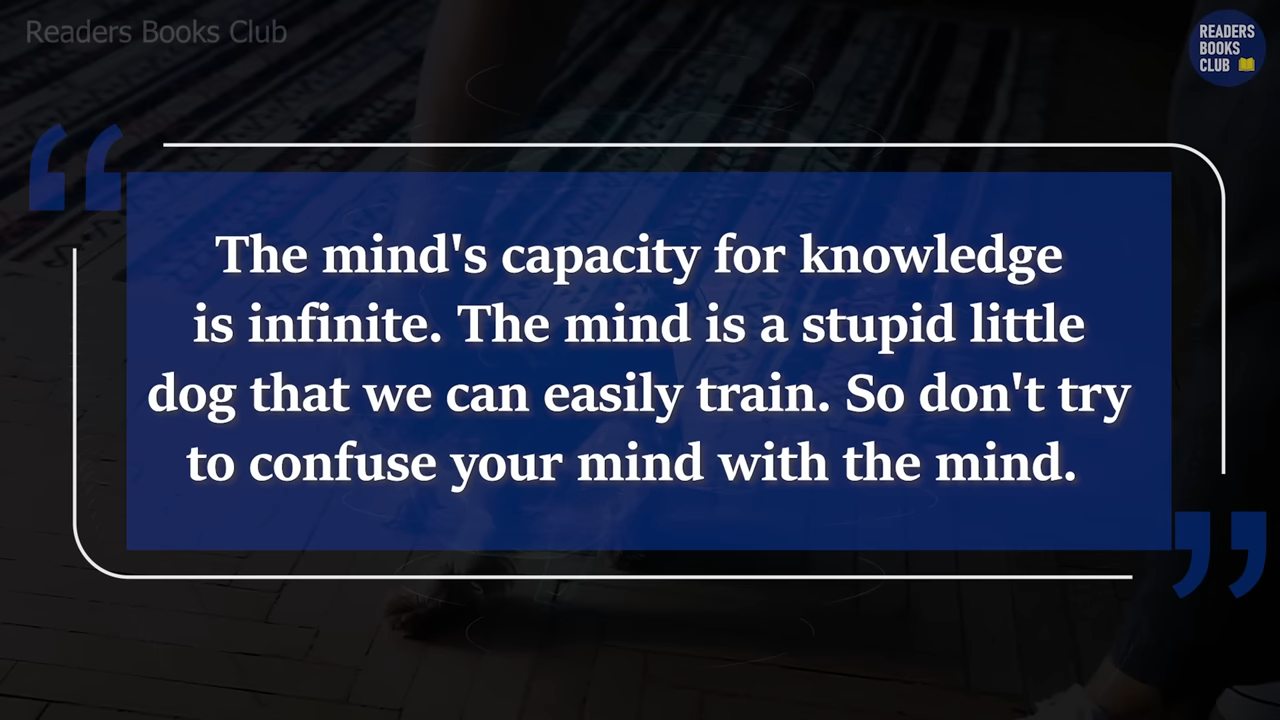 Readers Books Club
READERS
BOOKS
CLUB
“
The mind's capacity for knowledge
is infinite. The mind is a stupid little
dog that we can easily train. So don't try
to confuse your mind with the mind.
”